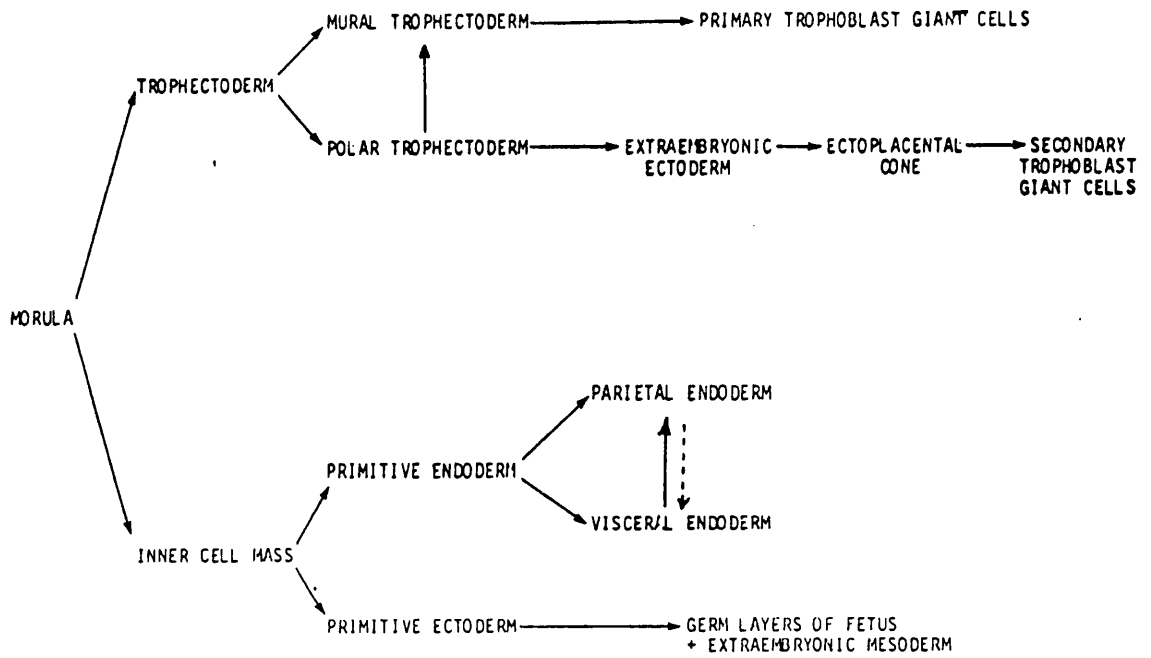 MURAL TROPHECTODERM
PRIMARY TROPHOBLAST GIANT CELLS
TROPHECTODERM
POLAR TROPHECTODERM
EXTRAEMBRYONIC
ECTODERM
ECTOPLACENTAL
CONE
SECONDARY
TROPHOBLAST
GIANT CELLS
MORULA
PARIETAL ENDODERM
PRIMITIVE ENDODERM
VISCERAL ENDODERM
INNER CELL MASS
PRIMITIVE ECTODERM
GERM LAYERS OF FETUS
+ EXTRAEMBRYONIC MESODERM